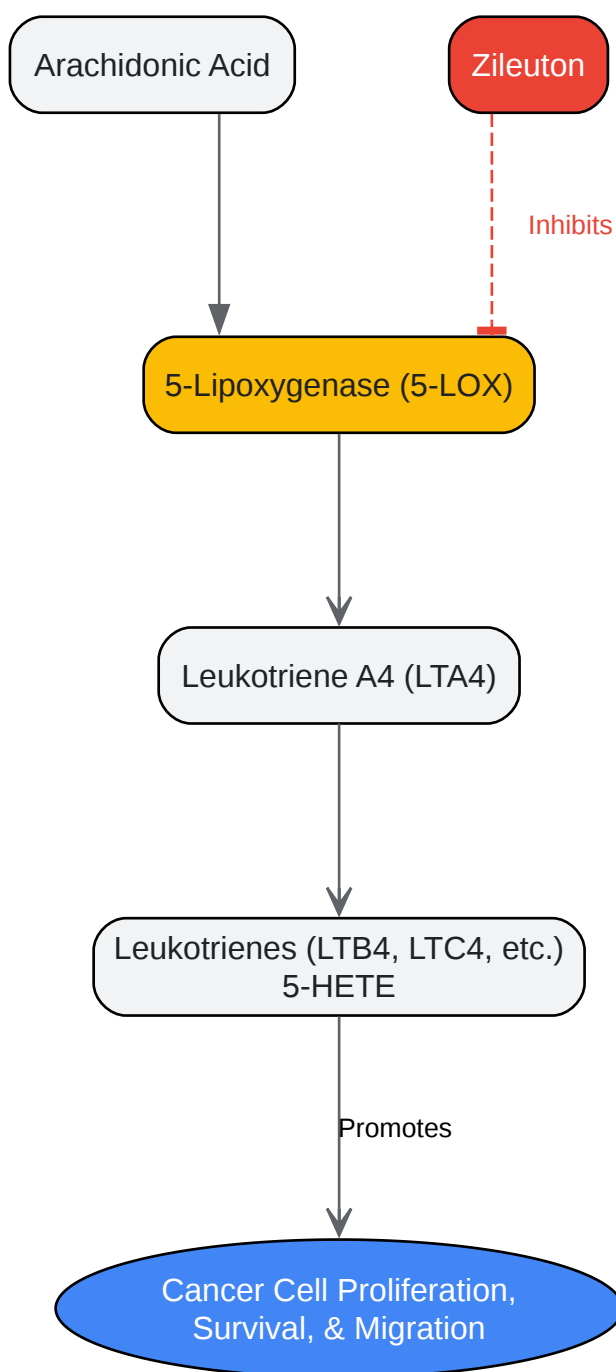 Arachidonic Acid
Zileuton
Inhibits
5-Lipoxygenase (5-LOX)
Leukotriene A4 (LTA4)
Leukotrienes (LTB4, LTC4, etc.)
5-HETE
Promotes
Cancer Cell Proliferation,
Survival, & Migration